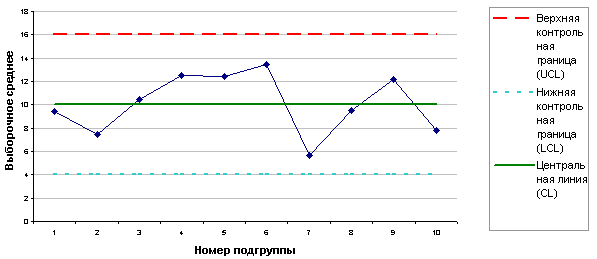 18
16
14
12
10
8
6
4
2
0
Выборочное среднее
1 2 3 4 5 6 7 8 9 10
Номер подгруппы
Верхняя
контроль
ная
граница
(UCL)
Нижняя
контроль
ная
граница
(LCL)
Централь
ная линия
(CL)